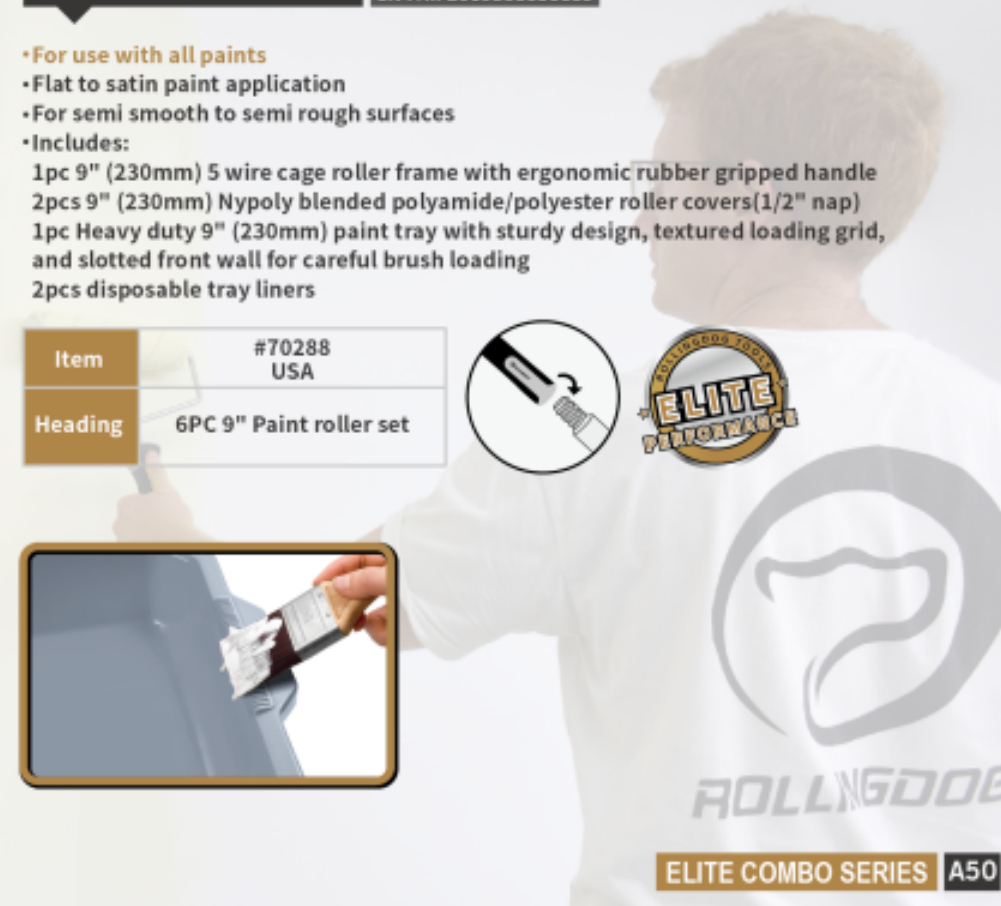 •For use with all paints
•Flat to satin paint application
•For semi smooth to semi rough surfaces
•Includes:
1pc 9" (230mm) 5 wire cage roller frame with ergonomic rubber gripped handle
2pcs 9" (230mm) Nypoly blended polyamide/polyester roller covers(1/2" nap)
1pc Heavy duty 9" (230mm) paint tray with sturdy design, textured loading grid,
and slotted front wall for careful brush loading
2pcs disposable tray liners
Item
#70288
USA
Heading
6PC 9" Paint roller set
ROLLINGDOG TOOLS
ELITE
PERFORMANCE
ROLLINGDOG
ELITE COMBO SERIES A50